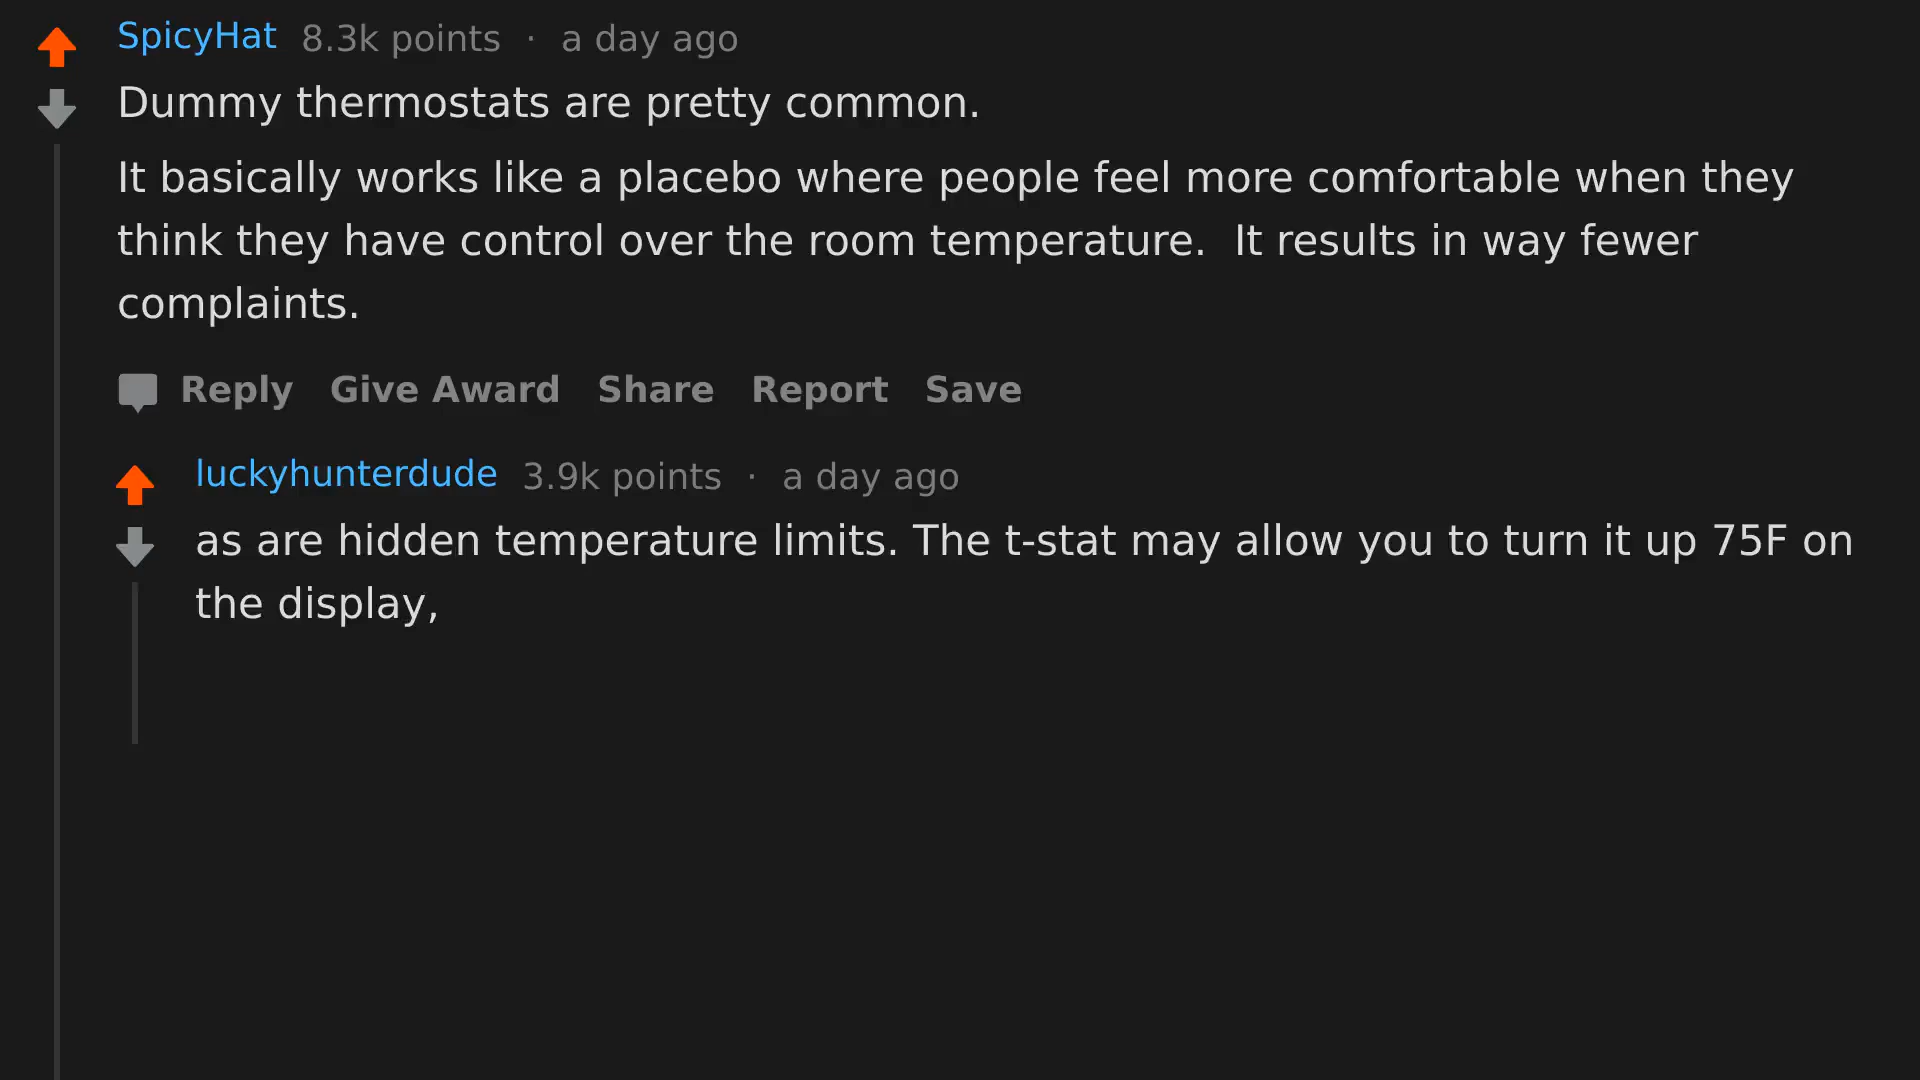 SpicyHat 8.3k points · a day ago
Dummy thermostats are pretty common.
It basically works like a placebo where people feel more comfortable when they
think they have control over the room temperature.  It results in way fewer
complaints.
Reply Give Award Share Report Save
luckyhunterdude 3.9k points · a day ago
as are hidden temperature limits. The t-stat may allow you to turn it up 75F on
the display,